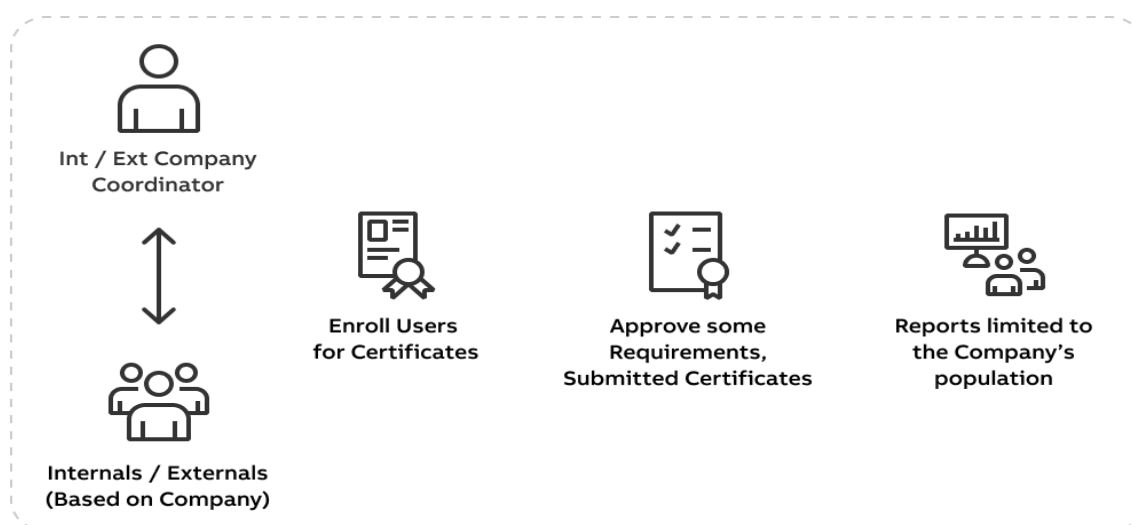 Int / Ext Company
Coordinator
Internals / Externals
(Based on Company)
Enroll Users
for Certificates
Approve some
Requirements,
Submitted Certificates
Reports limited to
the Company’s
population